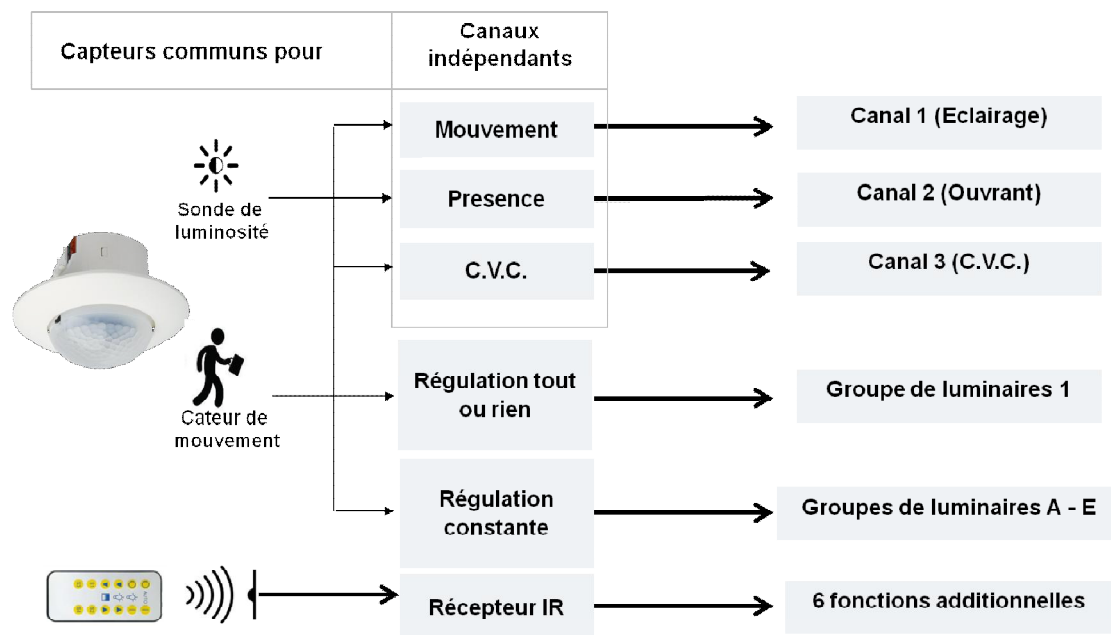 Capteurs communs pour
Canaux
indépendants
Mouvement
Canal 1 (Eclairage)
Sonde de
luminosité
Presence
Canal 2 (Ouvrant)
C.V.C.
Canal 3 (C.V.C.)
Cateur de
mouvement
Régulation tout
ou rien
Groupe de luminaires 1
Régulation
constante
Groupes de luminaires A - E
Récepteur IR
6 fonctions additionnelles